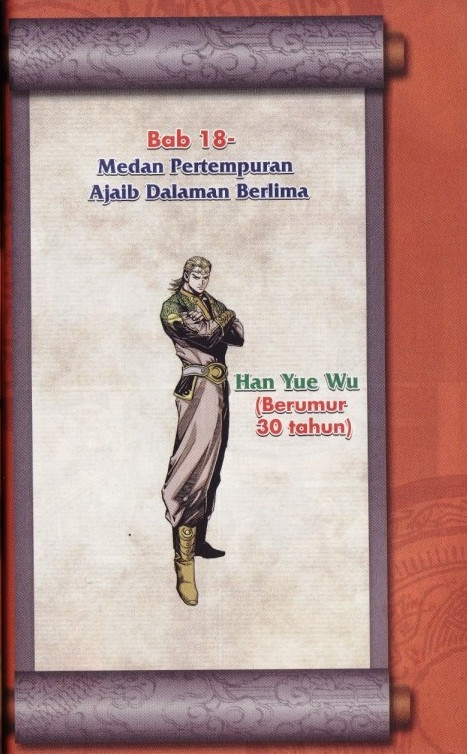 Bab 18-
Medan Pertempuran
Ajaib Dalaman Berlima
Han Yue Wu
(Berumur
30 tahun)